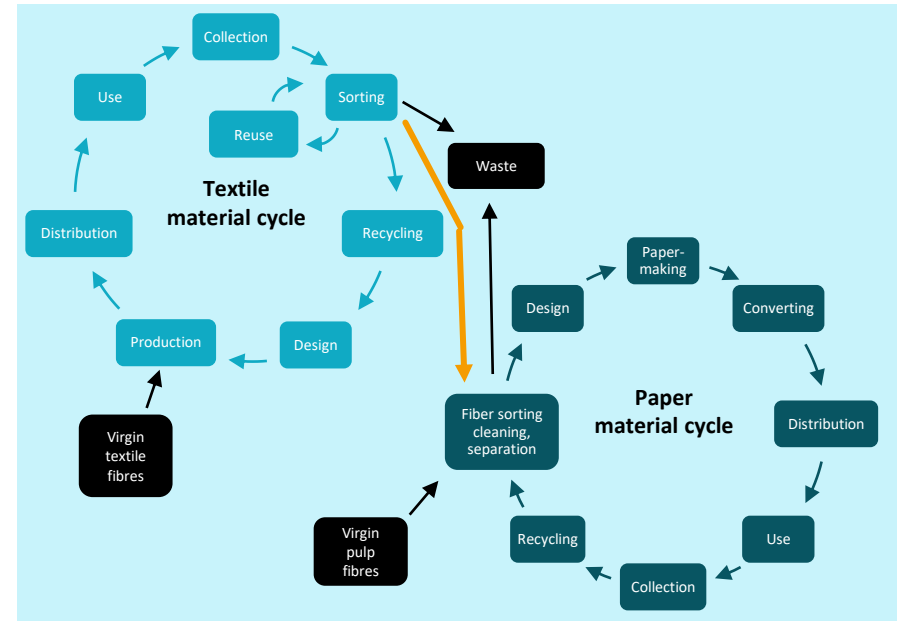 Collection
Use
Sorting
Reuse
Waste
Textile
material cycle
Distribution
Recycling
Production
Design
Virgin
textile
fibres
Paper-
making
Design
Converting
Paper
material cycle
Fiber sorting
cleaning,
separation
Distribution
Virgin
pulp
fibres
Recycling
Use
Collection